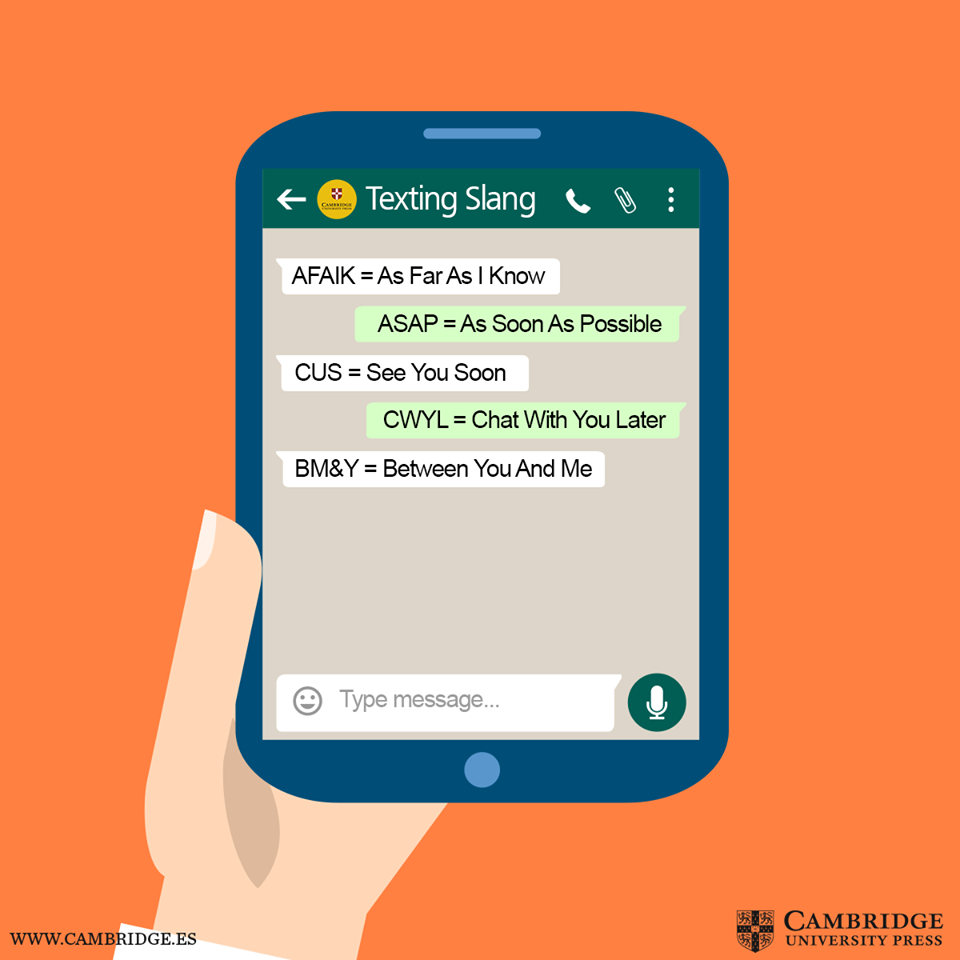 Texting Slang
AFAIK = As Far As I Know
ASAP = As Soon As Possible
CUS = See You Soon
CWYL = Chat With You Later
BM&Y = Between You And Me
Type message...
WWW.CAMBRIDGE.ES
CAMBRIDGE
UNIVERSITY PRESS